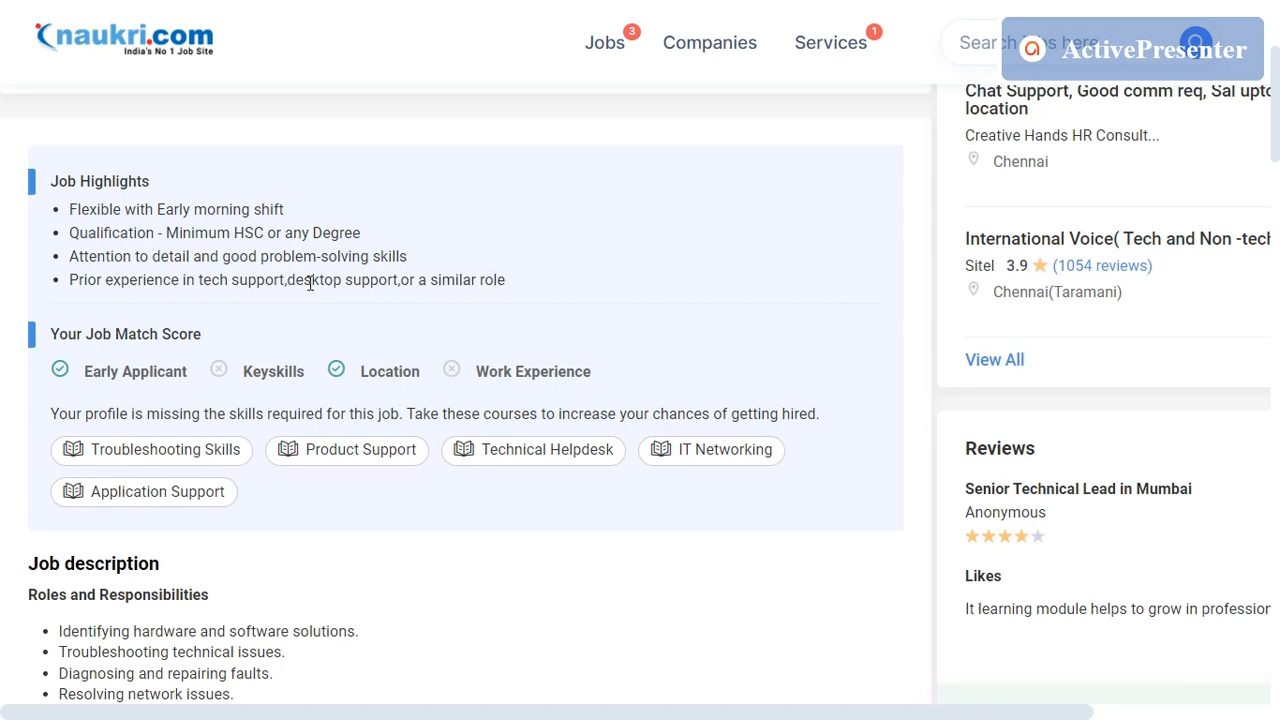 naukri.com
India's No 1 Job Site
Jobs 3
Companies
Services 1
Search jobs here
ActivePresenter
Job Highlights
Flexible with Early morning shift
Qualification - Minimum HSC or any Degree
Attention to detail and good problem-solving skills
Prior experience in tech support,desktop support,or a similar role
Your Job Match Score
Early Applicant
Keyskills
Location
Work Experience
Your profile is missing the skills required for this job. Take these courses to increase your chances of getting hired.
Troubleshooting Skills
Product Support
Technical Helpdesk
IT Networking
Application Support
Job description
Roles and Responsibilities
Identifying hardware and software solutions.
Troubleshooting technical issues.
Diagnosing and repairing faults.
Resolving network issues.
Chat Support, Good comm req, Sal upto
location
Creative Hands HR Consult...
Chennai
International Voice( Tech and Non -tech
Sitel 3.9 (1054 reviews)
Chennai(Taramani)
View All
Reviews
Senior Technical Lead in Mumbai
Anonymous
Likes
It learning module helps to grow in profession